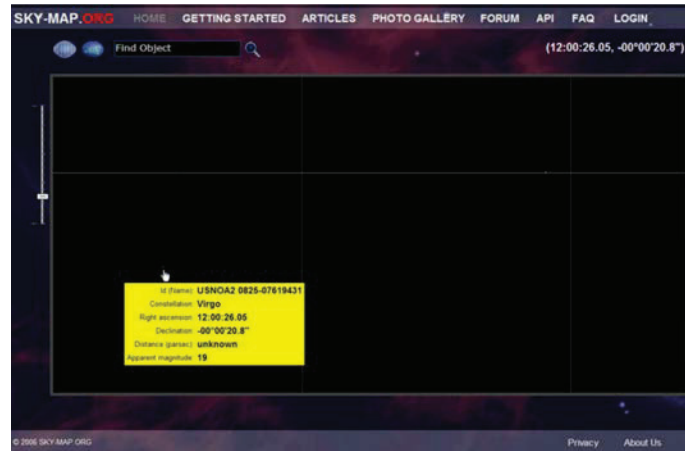 SKY-MAP.ORG HOME GETTING STARTED ARTICLES PHOTO GALLERY FORUM API FAQ LOGIN
Find Object (12:00:26.05, -00°00'20.8")
Id (Name): USNOA2 0825-07619431
Constellation: Virgo
Right ascension: 12:00:26.05
Declination: -00°00'20.8"
Distance (parsec): unknown
Apparent magnitude: 19
© 2006 SKY-MAP.ORG Privacy About Us